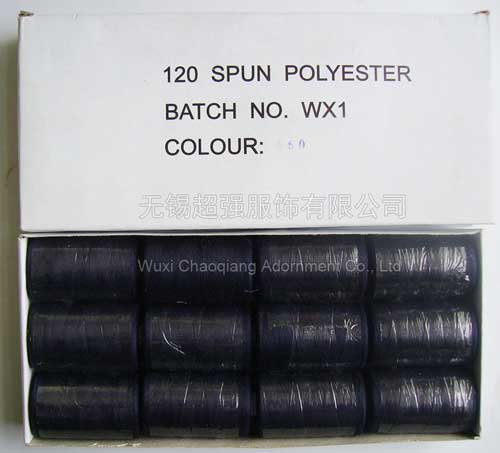 120 SPUN POLYESTER
BATCH NO. WX1
COLOUR:
无锡超强服饰有限公司
Wuxi Chaoqiang Adornment Co., Ltd